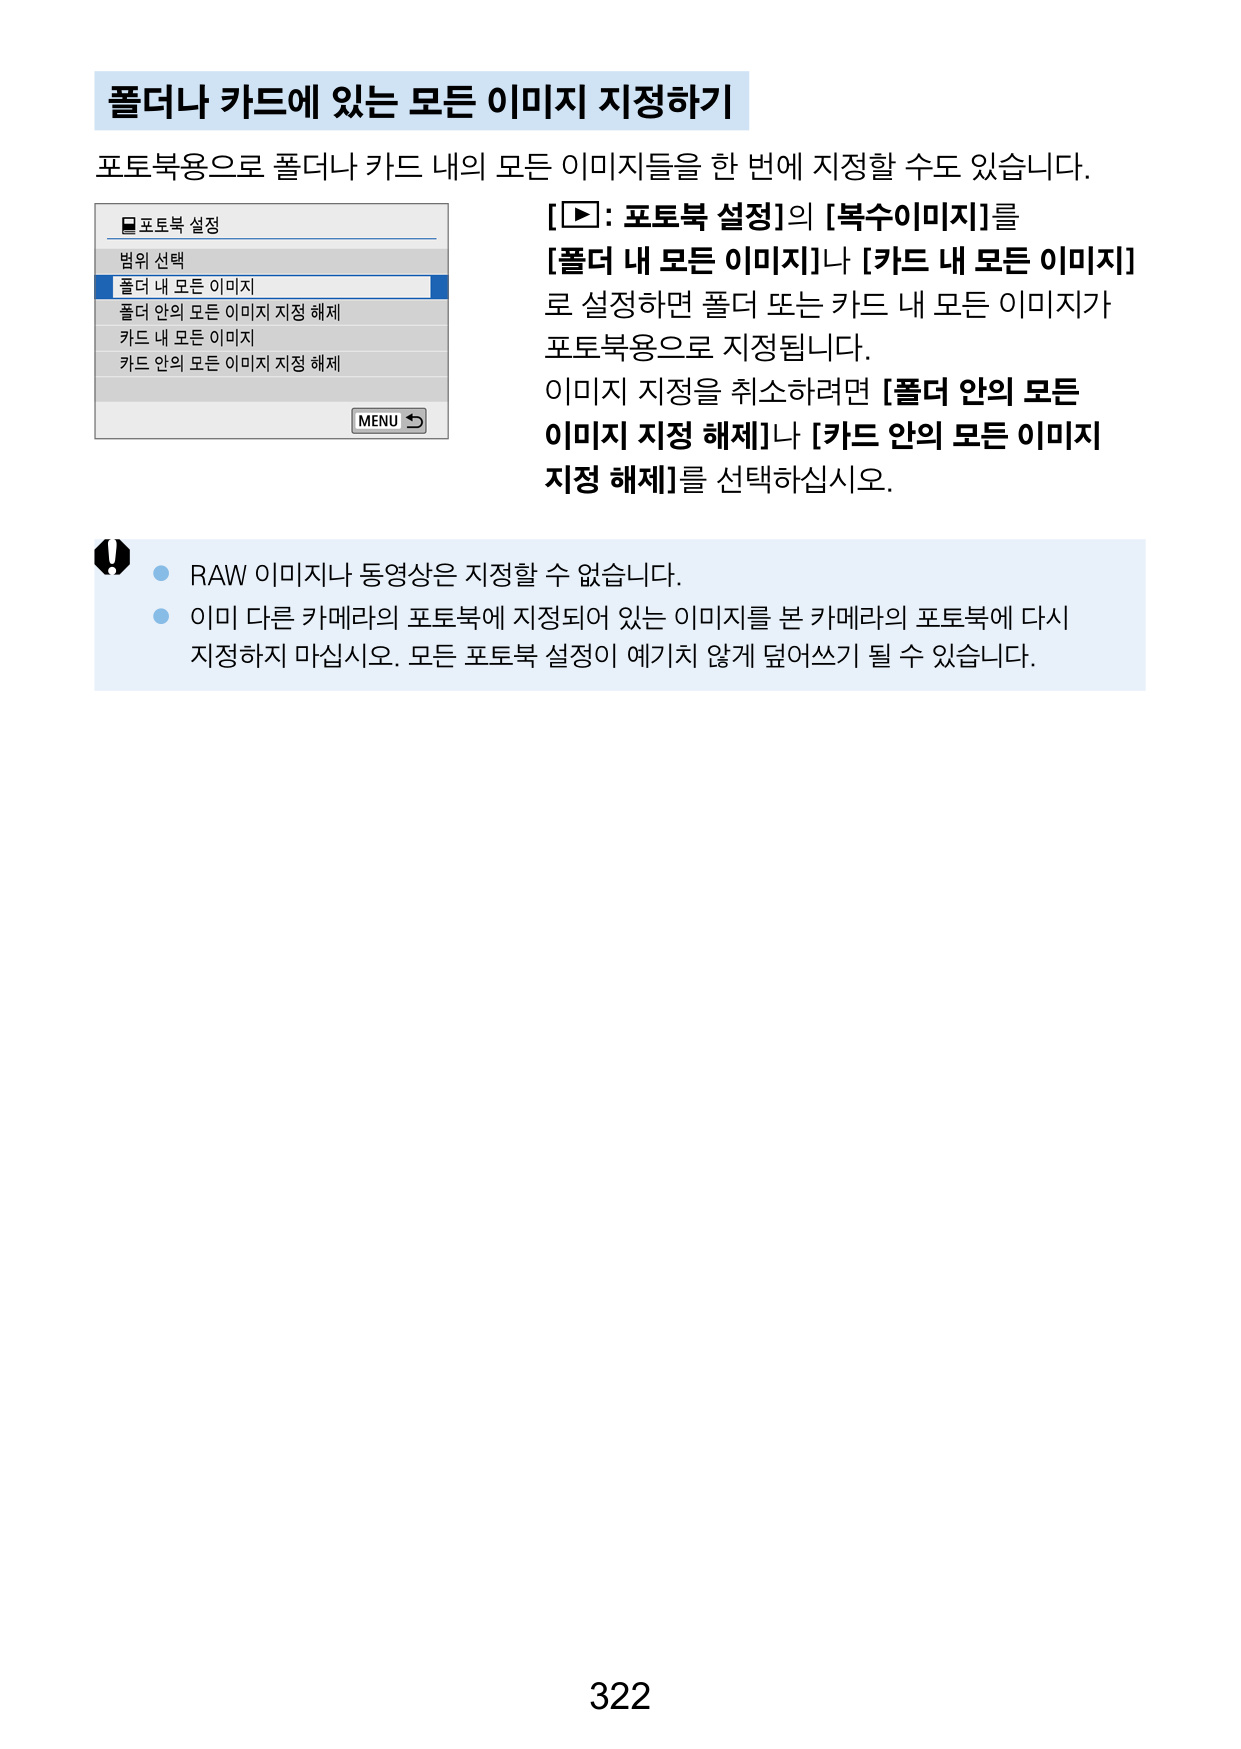 폴더나 카드에 있는 모든 이미지 지정하기
포토북용으로 폴더나 카드 내의 모든 이미지들을 한 번에 지정할 수도 있습니다.
포토북 설정
범위 선택
폴더 내 모든 이미지
폴더 안의 모든 이미지 지정 해제
카드 내 모든 이미지
카드 안의 모든 이미지 지정 해제
MENU
[▶: 포토북 설정]의 [복수이미지]를
[폴더 내 모든 이미지]나 [카드 내 모든 이미지]
로 설정하면 폴더 또는 카드 내 모든 이미지가
포토북용으로 지정됩니다.
이미지 지정을 취소하려면 [폴더 안의 모든
이미지 지정 해제]나 [카드 안의 모든 이미지
지정 해제]를 선택하십시오.
● RAW 이미지나 동영상은 지정할 수 없습니다.
● 이미 다른 카메라의 포토북에 지정되어 있는 이미지를 본 카메라의 포토북에 다시
지정하지 마십시오. 모든 포토북 설정이 예기치 않게 덮어쓰기 될 수 있습니다.
322